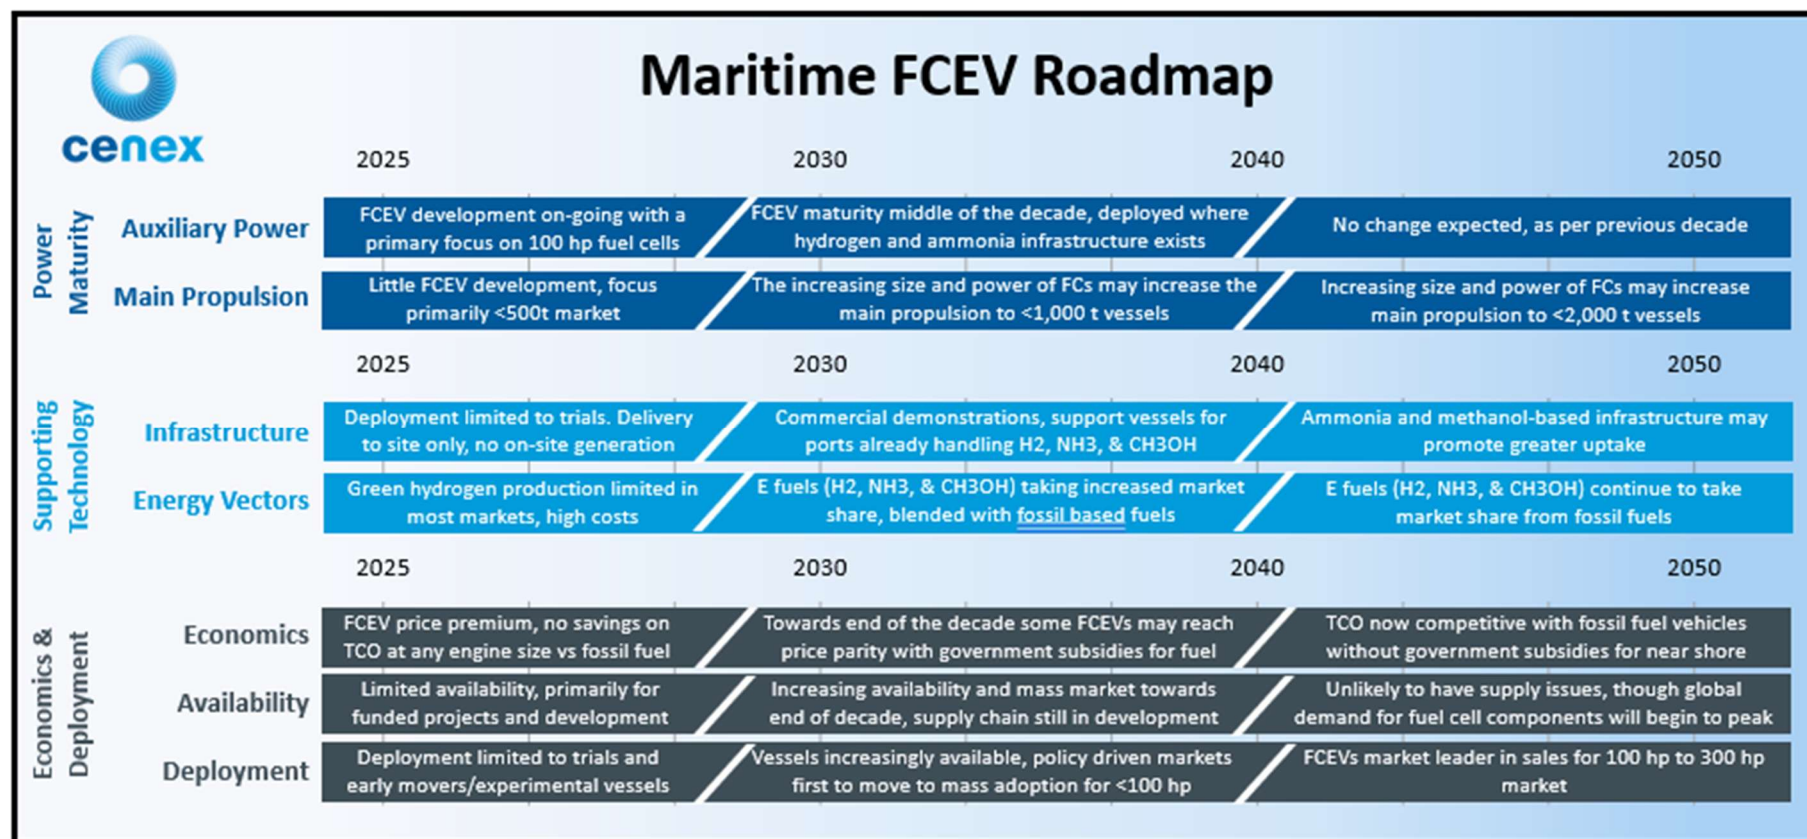 Maritime FCEV Roadmap
cenex
2025 2030 2040 2050
Power
Maturity
Auxiliary Power
FCEV development on-going with a
primary focus on 100 hp fuel cells
FCEV maturity middle of the decade, deployed where
hydrogen and ammonia infrastructure exists
No change expected, as per previous decade
Main Propulsion
Little FCEV development, focus
primarily <500t market
The increasing size and power of FCs may increase the
main propulsion to <1,000 t vessels
Increasing size and power of FCs may increase
main propulsion to <2,000 t vessels
2025 2030 2040 2050
Supporting
Technology
Infrastructure
Deployment limited to trials. Delivery
to site only, no on-site generation
Commercial demonstrations, support vessels for
ports already handling H2, NH3, & CH3OH
Ammonia and methanol-based infrastructure may
promote greater uptake
Energy Vectors
Green hydrogen production limited in
most markets, high costs
E fuels (H2, NH3, & CH3OH) taking increased market
share, blended with fossil based fuels
E fuels (H2, NH3, & CH3OH) continue to take
market share from fossil fuels
2025 2030 2040 2050
Economics &
Deployment
Economics
FCEV price premium, no savings on
TCO at any engine size vs fossil fuel
Towards end of the decade some FCEVs may reach
price parity with government subsidies for fuel
TCO now competitive with fossil fuel vehicles
without government subsidies for near shore
Availability
Limited availability, primarily for
funded projects and development
Increasing availability and mass market towards
end of decade, supply chain still in development
Unlikely to have supply issues, though global
demand for fuel cell components will begin to peak
Deployment
Deployment limited to trials and
early movers/experimental vessels
Vessels increasingly available, policy driven markets
first to move to mass adoption for <100 hp
FCEVs market leader in sales for 100 hp to 300 hp
market